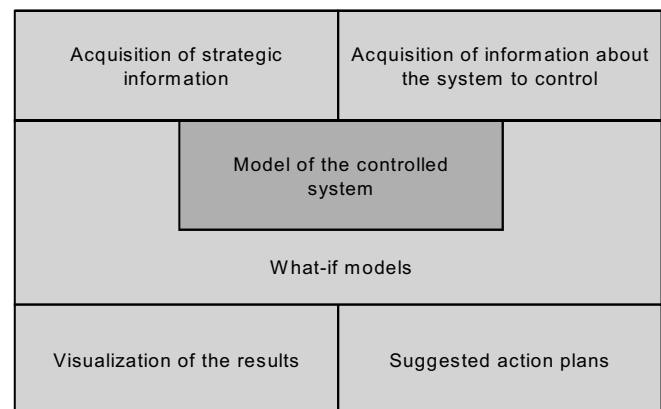 Acquisition of strategic
information
Acquisition of information about
the system to control
Model of the controlled
system
What-if models
Visualization of the results
Suggested action plans